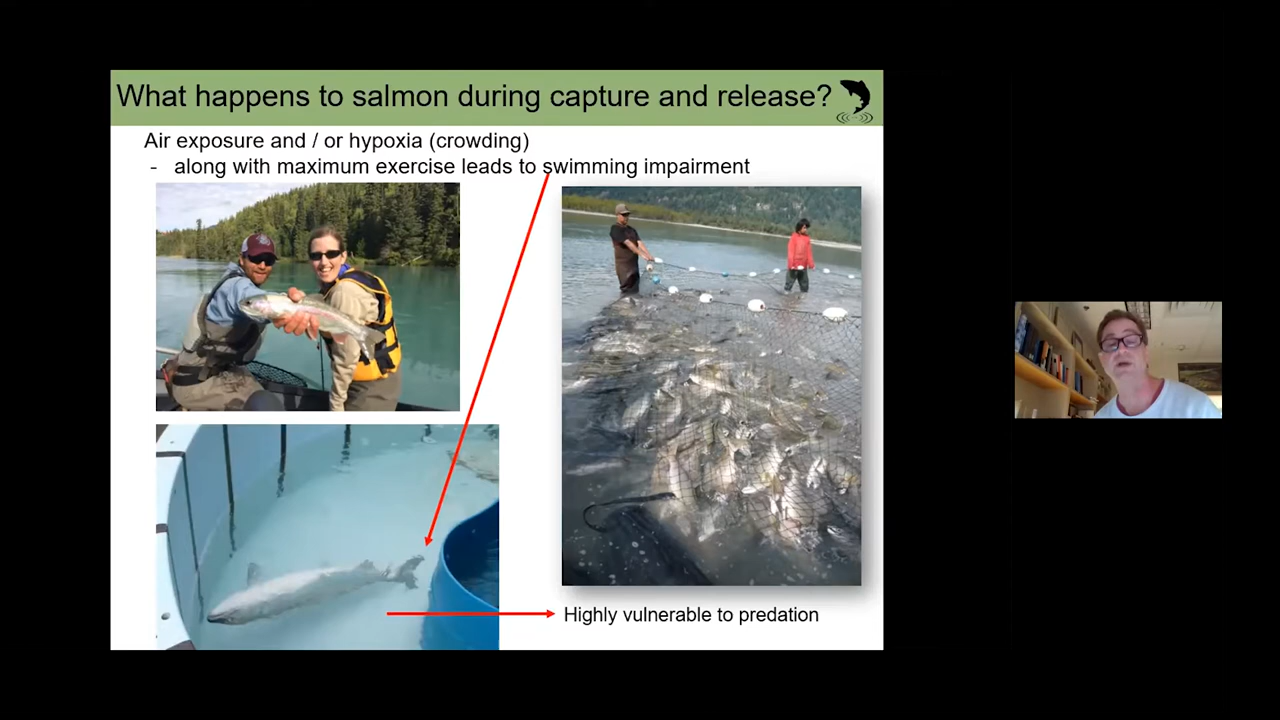 What happens to salmon during capture and release?
Air exposure and / or hypoxia (crowding)
- along with maximum exercise leads to swimming impairment
Highly vulnerable to predation